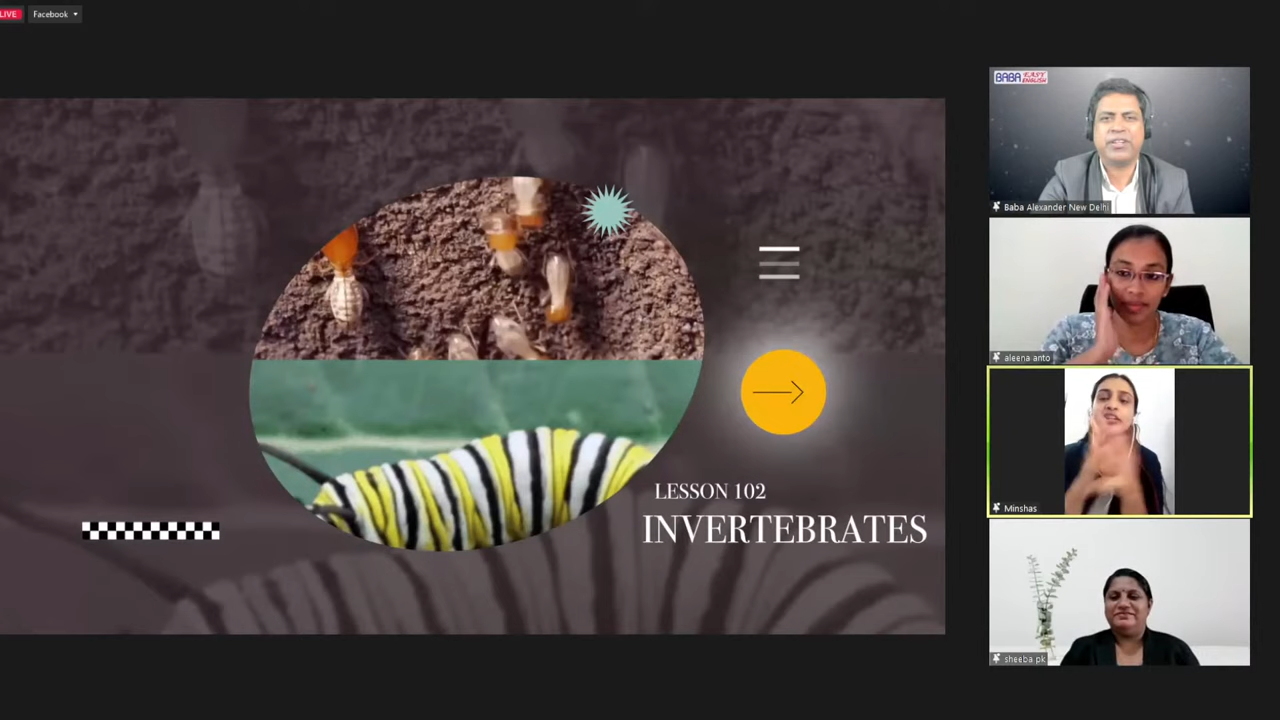 LIVE
Facebook
LESSON 102
INVERTEBRATES
BABA EASY ENGLISH
Baba Alexander New Delhi
aleena anto
Minshas
sheeba pk